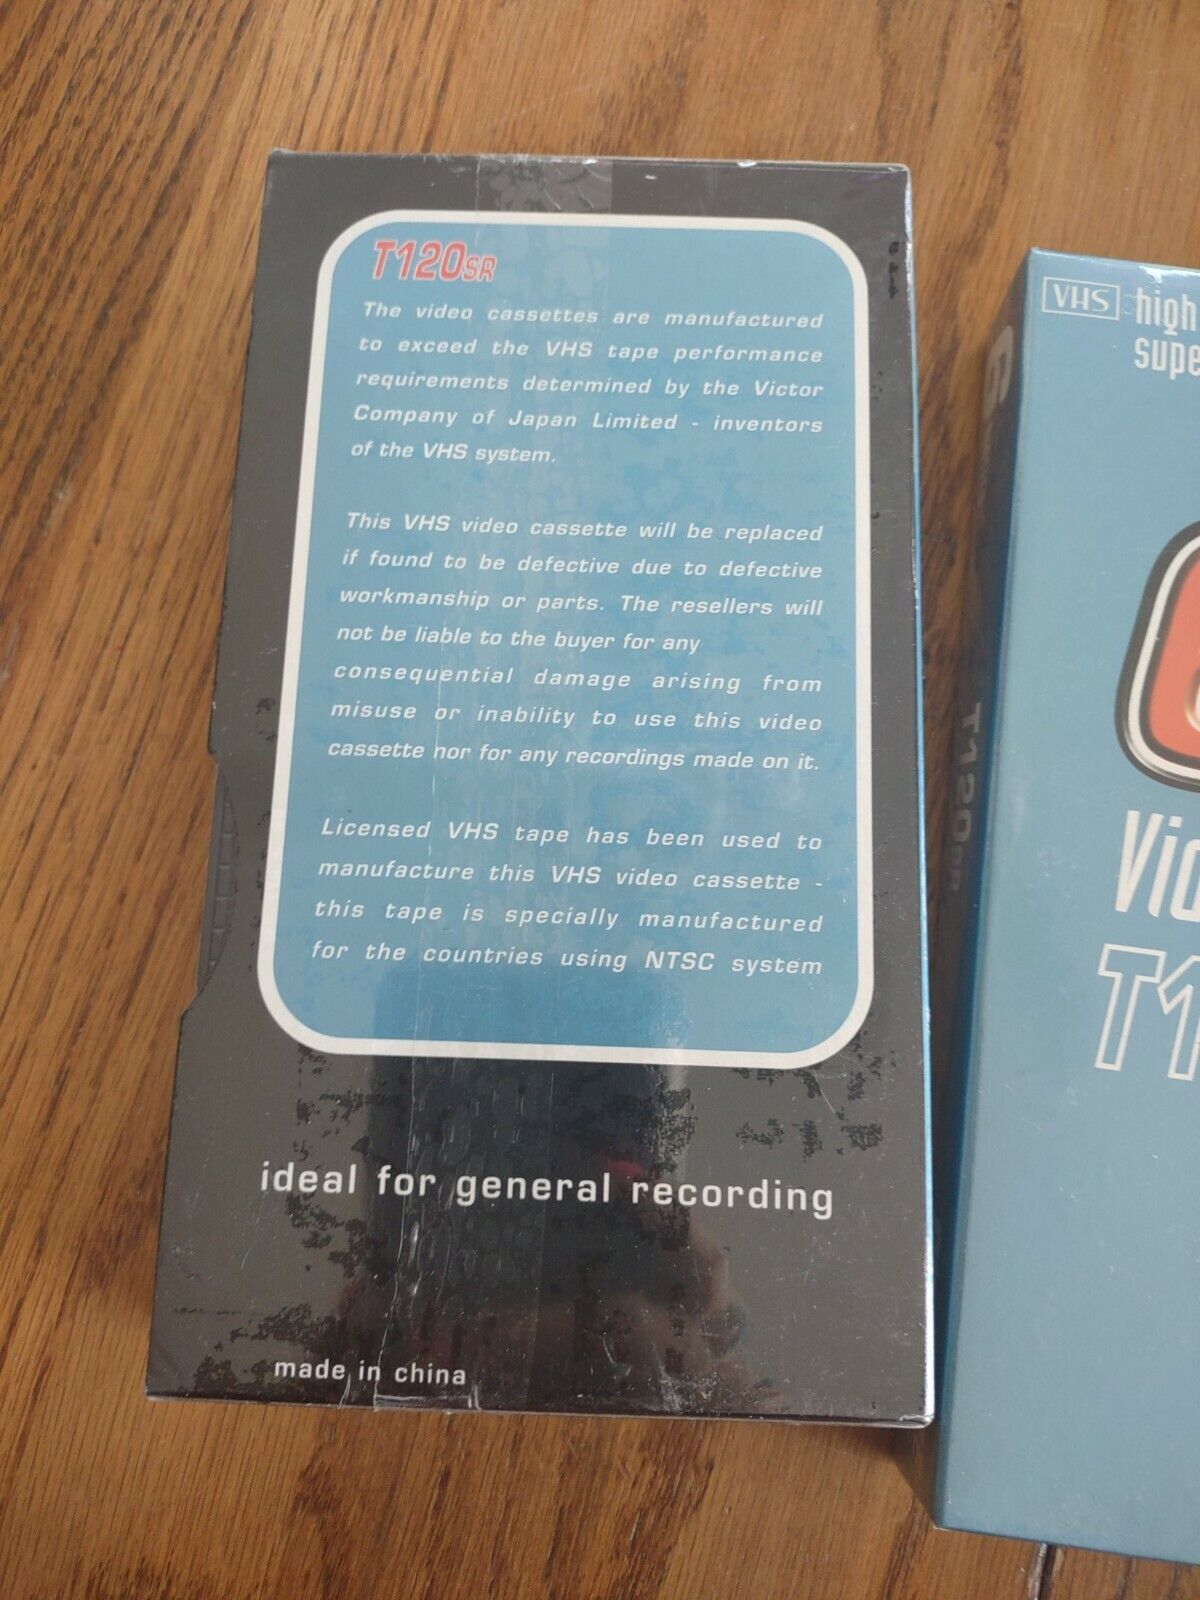 T120SR
The video cassettes are manufactured
to exceed the VHS tape performance
requirements determined by the Victor
Company of Japan Limited - inventors
of the VHS system.
This VHS video cassette will be replaced
if found to be defective due to defective
workmanship or parts. The resellers will
not be liable to the buyer for any
consequential damage arising from
misuse or inability to use this video
cassette nor for any recordings made on it.
Licensed VHS tape has been used to
manufacture this VHS video cassette -
this tape is specially manufactured
for the countries using NTSC system
ideal for general recording
made in china
VHS high
supe
T120SR
Vid
T1